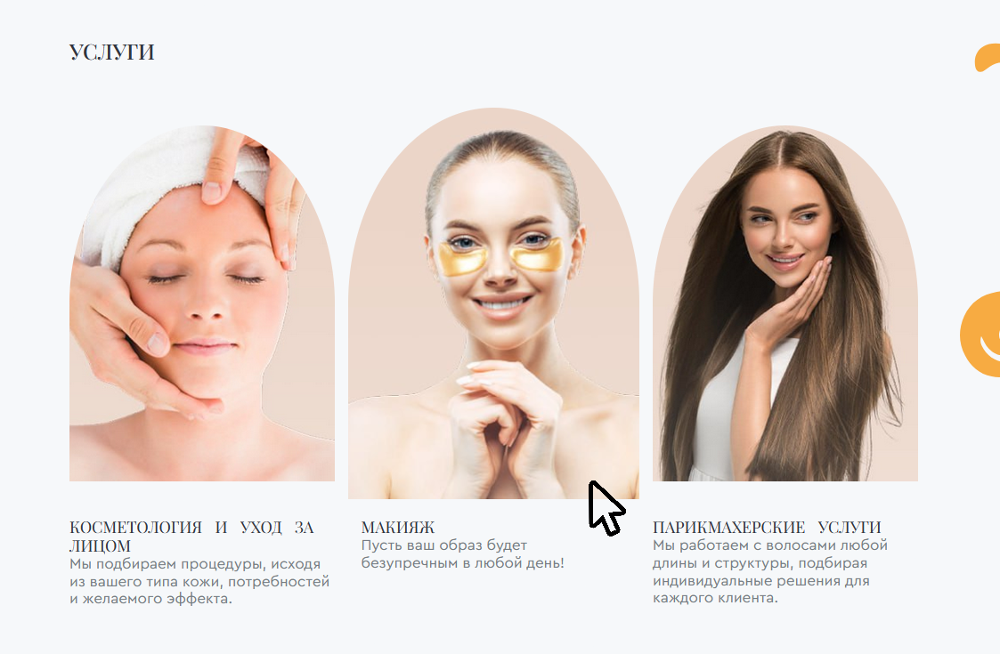 УСЛУГИ
КОСМЕТОЛОГИЯ И УХОД ЗА
ЛИЦОМ
Мы подбираем процедуры, исходя
из вашего типа кожи, потребностей
и желаемого эффекта.
МАКИЯЖ
Пусть ваш образ будет
безупречным в любой день!
ПАРИКМАХЕРСКИЕ УСЛУГИ
Мы работаем с волосами любой
длины и структуры, подбирая
индивидуальные решения для
каждого клиента.